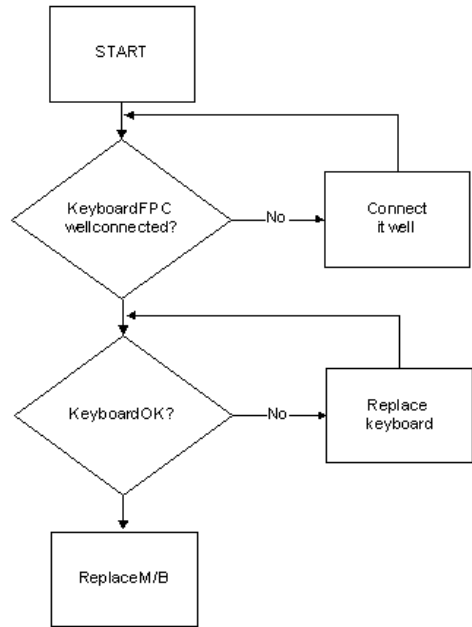 START
KeyboardFPC
wellconnected?
No
Connect
it well
KeyboardOK?
No
Replace
keyboard
ReplaceM/B